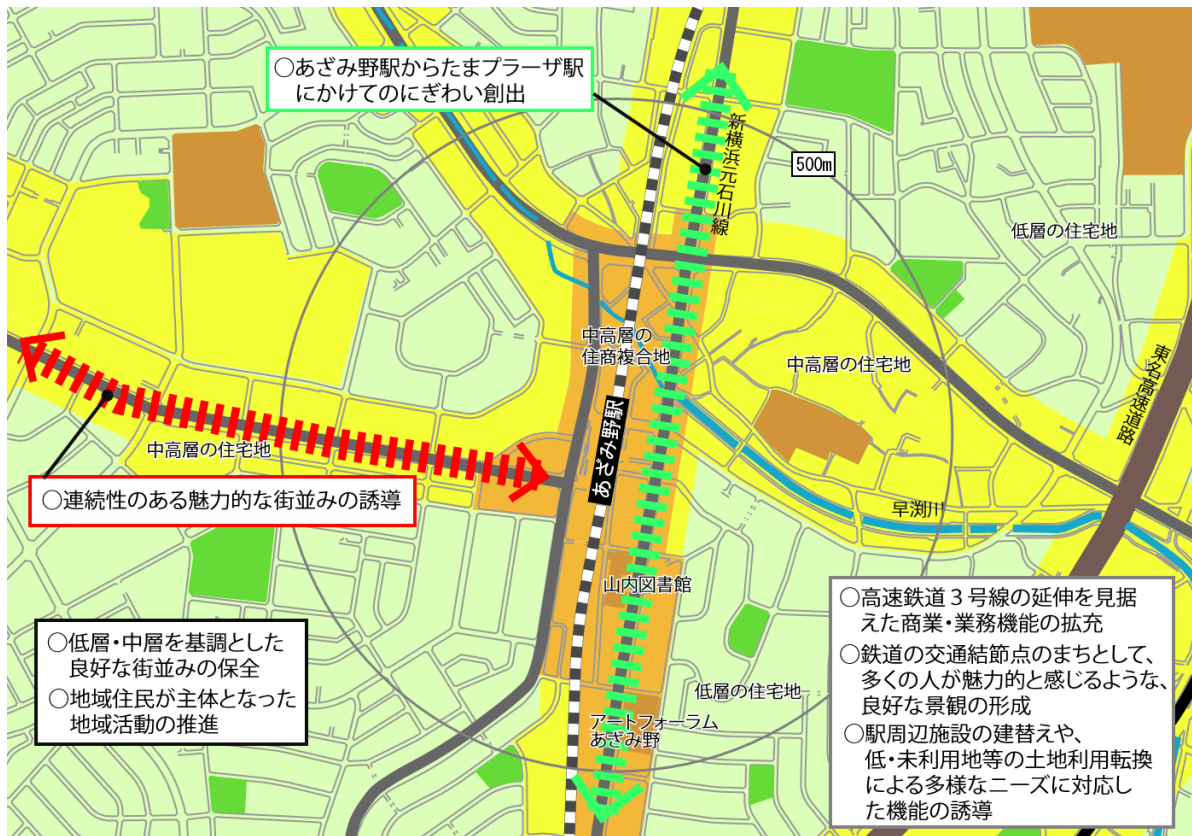 ○あざみ野駅からたまプラーザ駅
にかけてのにぎわい創出
新横浜元石川線
500m
低層の住宅地
中高層の
住商複合地
中高層の住宅地
東名高速道路
あざみ野駅
中高層の住宅地
○連続性のある魅力的な街並みの誘導
早渕川
山内図書館
○低層・中層を基調とした
良好な街並みの保全
○地域住民が主体となった
地域活動の推進
低層の住宅地
アートフォーラム
あざみ野
○高速鉄道３号線の延伸を見据
えた商業・業務機能の拡充
○鉄道の交通結節点のまちとして、
多くの人が魅力的と感じるような、
良好な景観の形成
○駅周辺施設の建替えや、
低・未利用地等の土地利用転換
による多様なニーズに対応し
た機能の誘導